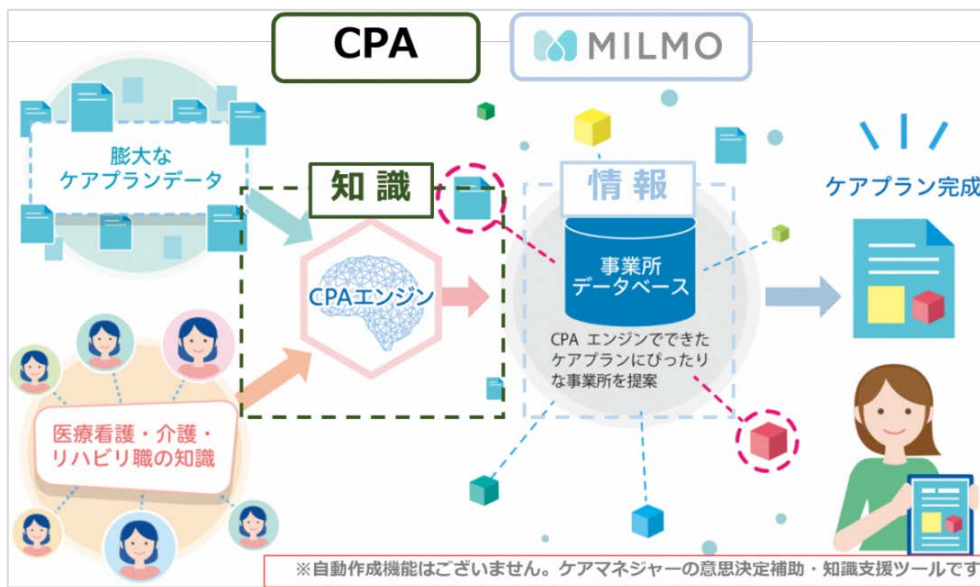 CPA
MILMO
膨大な
ケアプランデータ
知識
情報
ケアプラン完成
CPAエンジン
事業所
データベース
CPA エンジンでできた
ケアプランにぴったり
な事業所を提案
医療看護・介護・
リハビリ職の知識
※自動作成機能はございません。ケアマネジャーの意思決定補助・知識支援ツールです